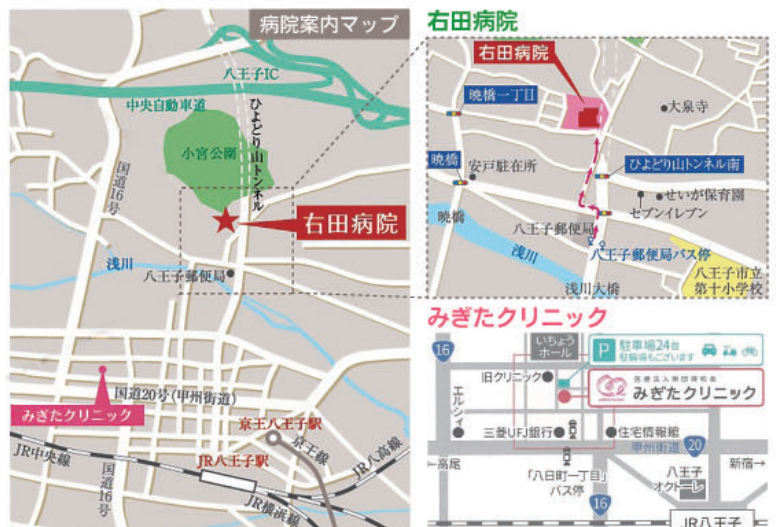 病院案内マップ
八王子IC
中央自動車道
ひよどり山トンネル
国道16号
小宮公園
右田病院
浅川
八王子郵便局
国道20号(甲州街道)
みぎたクリニック
京王八王子駅
京王線
JR八高線
JR中央線
JR八王子駅
国道16号
JR横浜線
右田病院
右田病院
暁橋一丁目
大泉寺
暁橋
安戸駐在所
ひよどり山トンネル南
せいが保育園
セブンイレブン
暁橋
八王子郵便局
浅川
八王子郵便局バス停
浅川大橋
八王子市立
第十小学校
みぎたクリニック
16
いちょう
ホール
P
駐車場24台
駐輪場もございます
旧クリニック
医療法人財団興和会
みぎたクリニック
エルシィ
三菱UFJ銀行
住宅情報館
甲州街道
20
←高尾
新宿→
「八日町一丁目」
バス停
八王子
オクトーレ
16
JR八王子